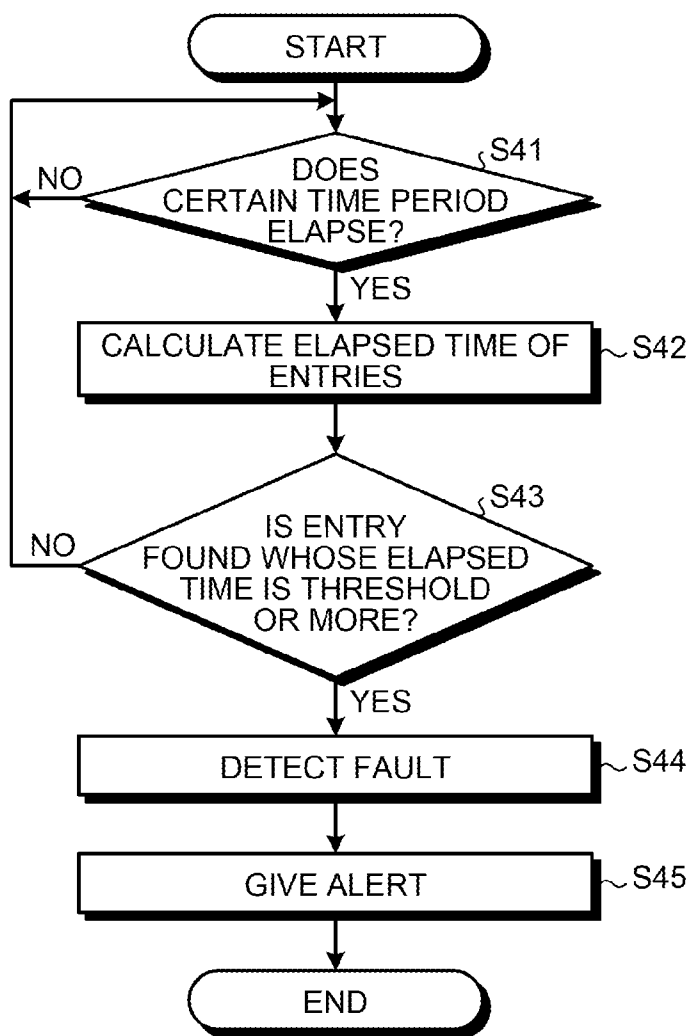 START
S41
DOES
CERTAIN TIME PERIOD
ELAPSE?
NO
YES
CALCULATE ELAPSED TIME OF
ENTRIES
S42
S43
IS ENTRY
FOUND WHOSE ELAPSED
TIME IS THRESHOLD
OR MORE?
NO
YES
DETECT FAULT
S44
GIVE ALERT
S45
END